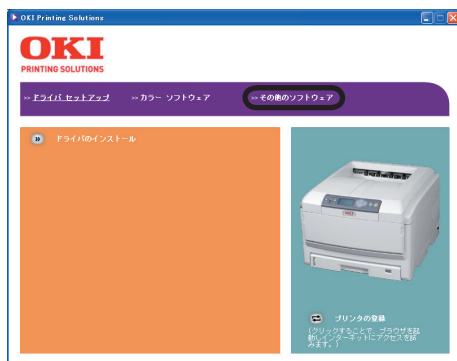 OKI Printing Solutions
OKI
PRINTING SOLUTIONS
>> ドライバ セットアップ >> カラー ソフトウェア >> その他のソフトウェア
ドライバのインストール
OKI
プリンタの登録
(クリックすることで、ブラウザを起
動しインターネットにアクセスを試
みます。)